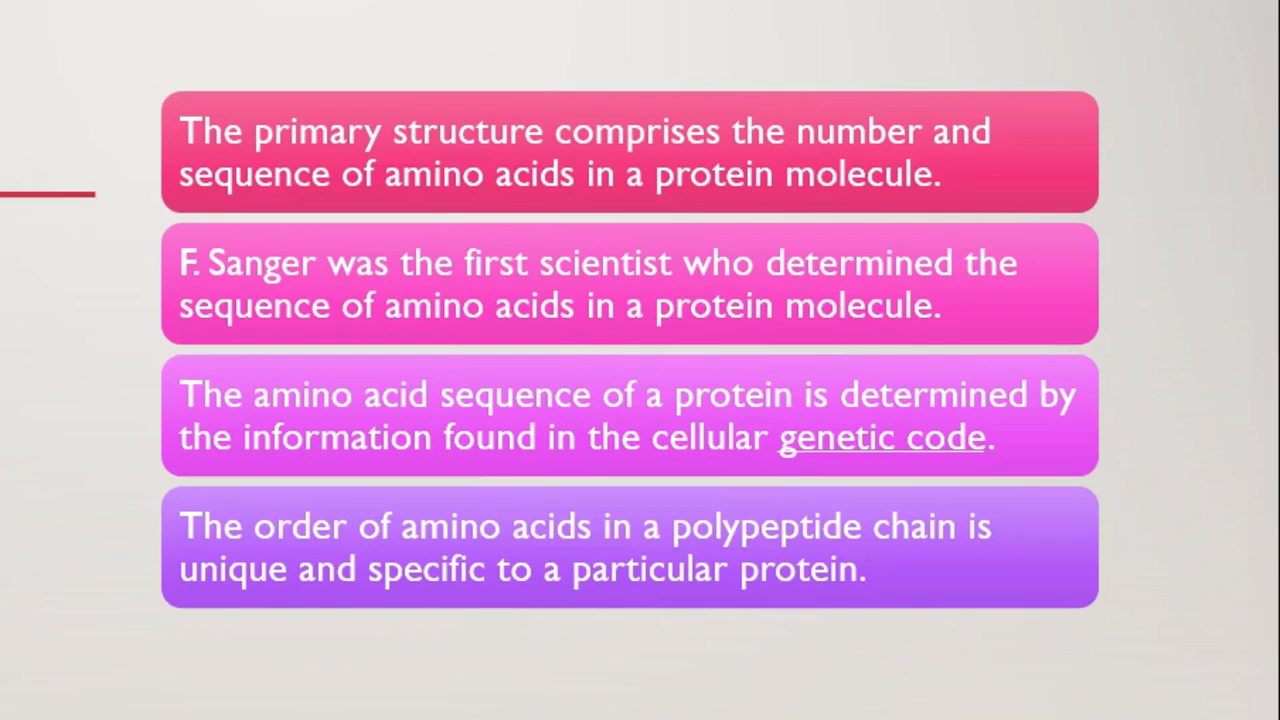 The primary structure comprises the number and
sequence of amino acids in a protein molecule.
F. Sanger was the first scientist who determined the
sequence of amino acids in a protein molecule.
The amino acid sequence of a protein is determined by
the information found in the cellular genetic code.
The order of amino acids in a polypeptide chain is
unique and specific to a particular protein.